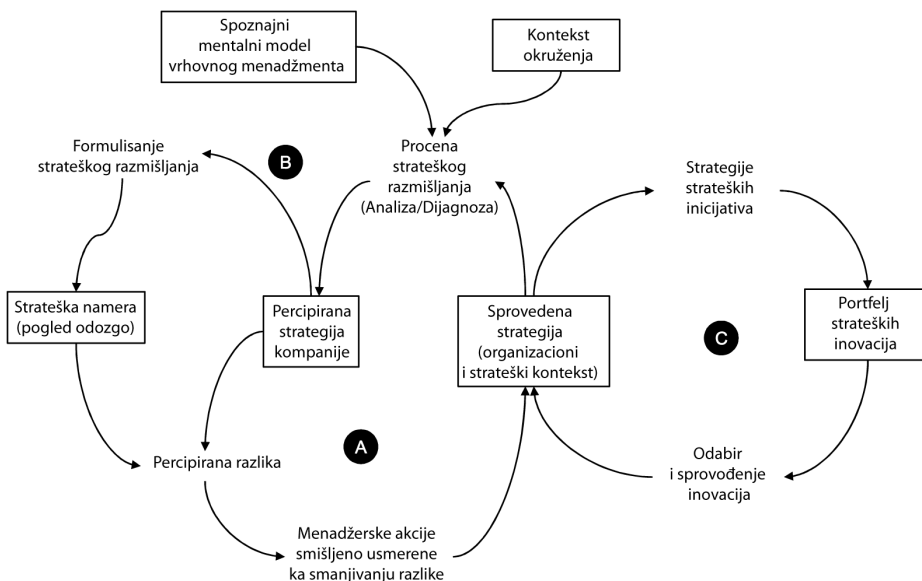 Spoznajni
mentalni model
vrhovnog menadžmenta
Kontekst
okruženja
Formulisanje
strateškog razmišljanja
B
Procena
strateškog
razmišljanja
(Analiza/Dijagnoza)
Strategije
strateških
inicijativa
Strateška namera
(pogled odozgo)
Percipirana
strategija
kompanije
Sprovedena
strategija
(organizacioni
i strateški kontekst)
C
Portfelj
strateških
inovacija
A
Percipirana razlika
Odabir
i sprovođenje
inovacija
Menadžerske akcije
smišljeno usmerene
ka smanjivanju razlike